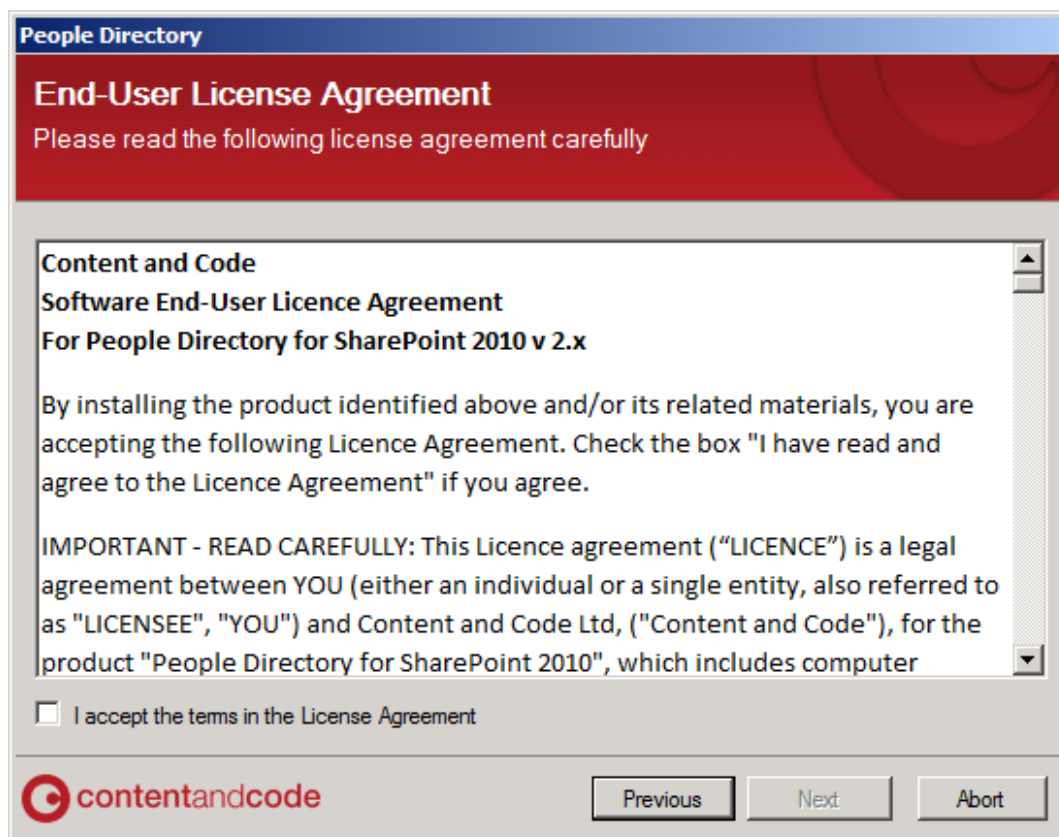 People Directory
End-User License Agreement
Please read the following license agreement carefully
Content and Code
Software End-User Licence Agreement
For People Directory for SharePoint 2010 v 2.x
By installing the product identified above and/or its related materials, you are
accepting the following Licence Agreement. Check the box "I have read and
agree to the Licence Agreement" if you agree.
IMPORTANT - READ CAREFULLY: This Licence agreement (“LICENCE”) is a legal
agreement between YOU (either an individual or a single entity, also referred to
as "LICENSEE", "YOU") and Content and Code Ltd, ("Content and Code"), for the
product "People Directory for SharePoint 2010", which includes computer
I accept the terms in the License Agreement
contentandcode
Previous
Next
Abort